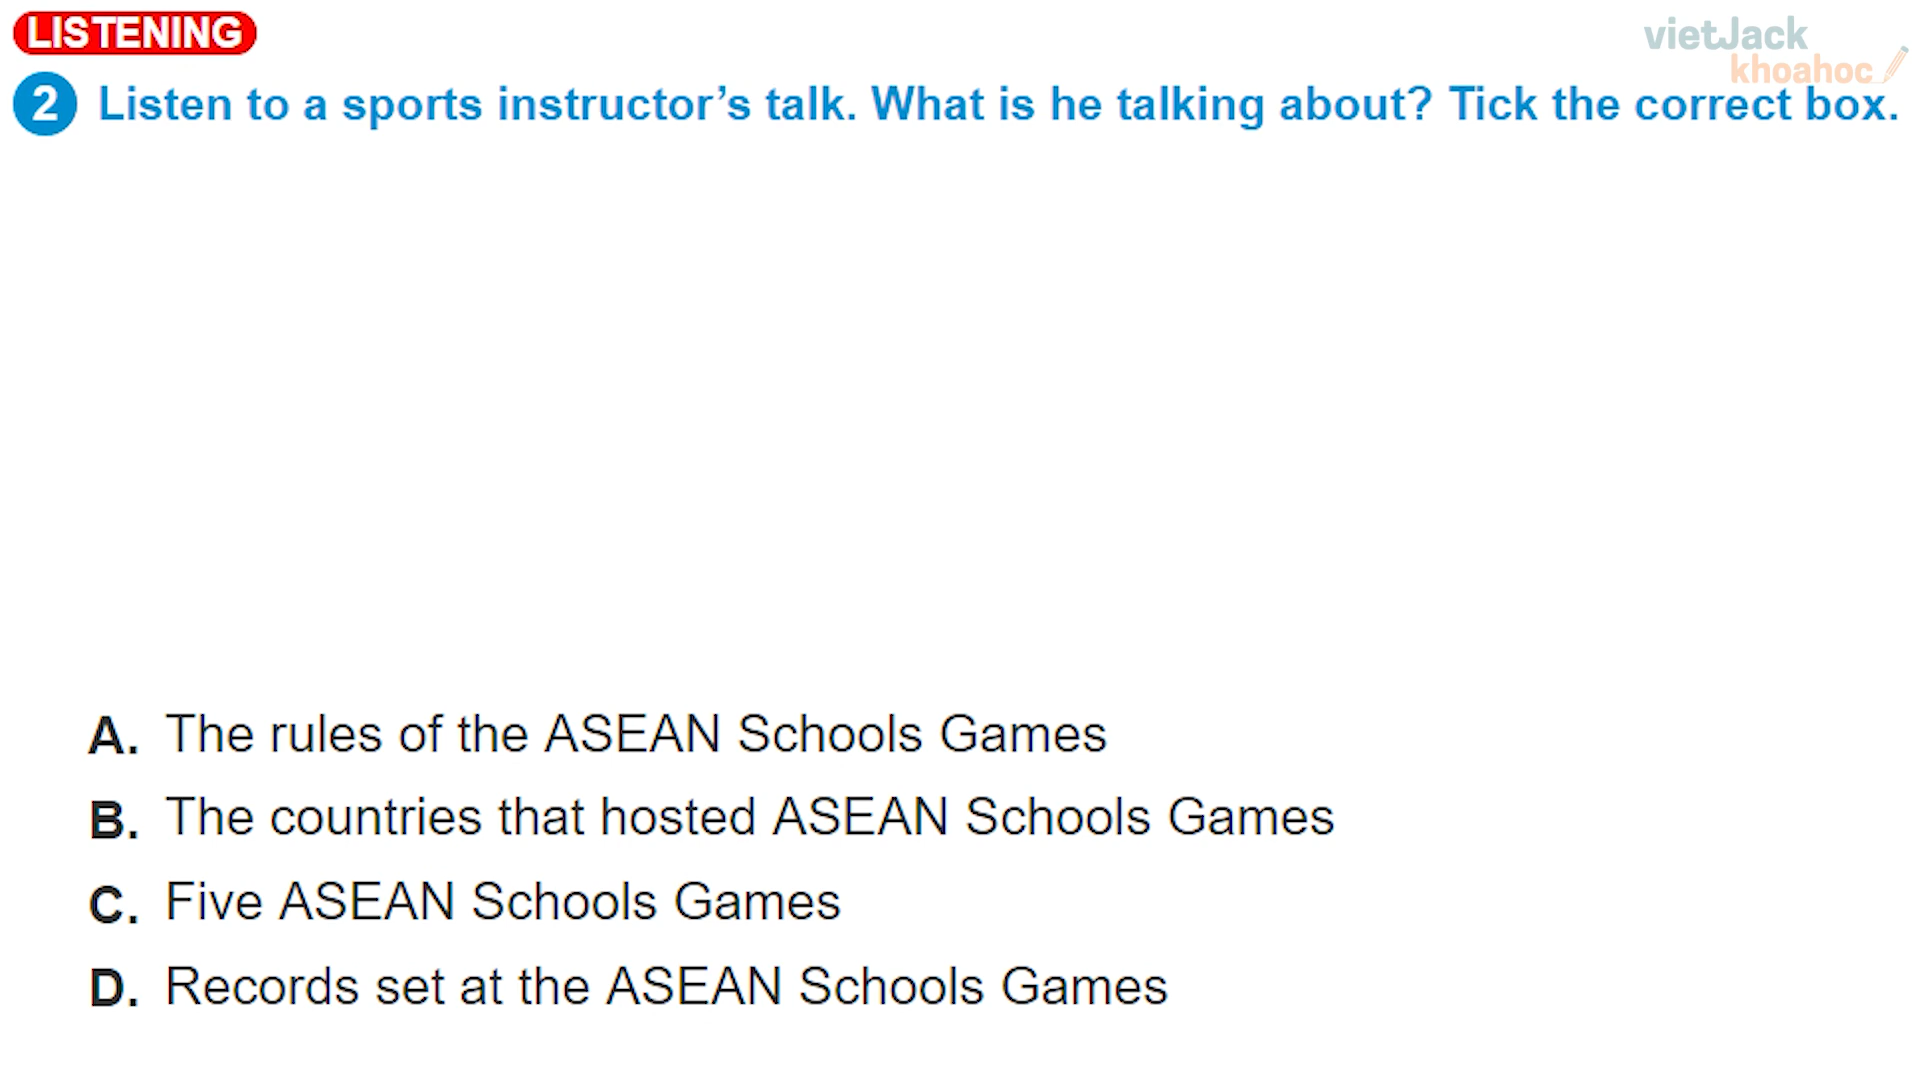 LISTENING
vietJack
khoahoc
2 Listen to a sports instructor’s talk. What is he talking about? Tick the correct box.
A. The rules of the ASEAN Schools Games
B. The countries that hosted ASEAN Schools Games
C. Five ASEAN Schools Games
D. Records set at the ASEAN Schools Games